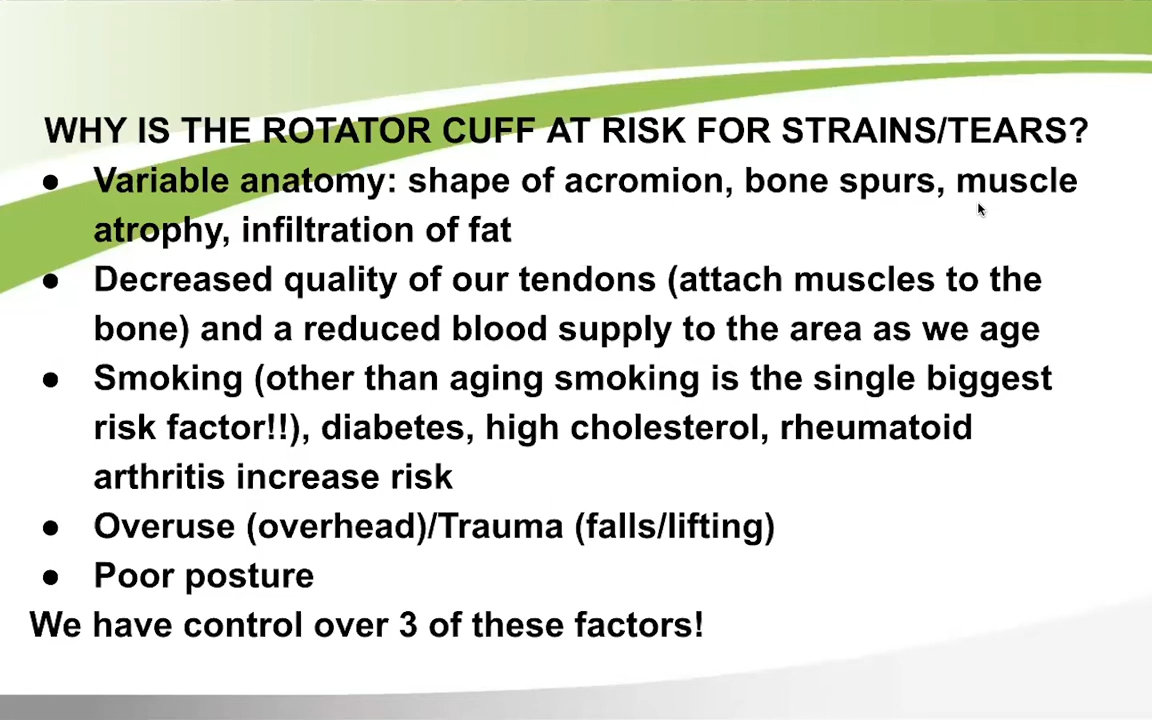 WHY IS THE ROTATOR CUFF AT RISK FOR STRAINS/TEARS?
● Variable anatomy: shape of acromion, bone spurs, muscle
atrophy, infiltration of fat
● Decreased quality of our tendons (attach muscles to the
bone) and a reduced blood supply to the area as we age
● Smoking (other than aging smoking is the single biggest
risk factor!!), diabetes, high cholesterol, rheumatoid
arthritis increase risk
● Overuse (overhead)/Trauma (falls/lifting)
● Poor posture
We have control over 3 of these factors!